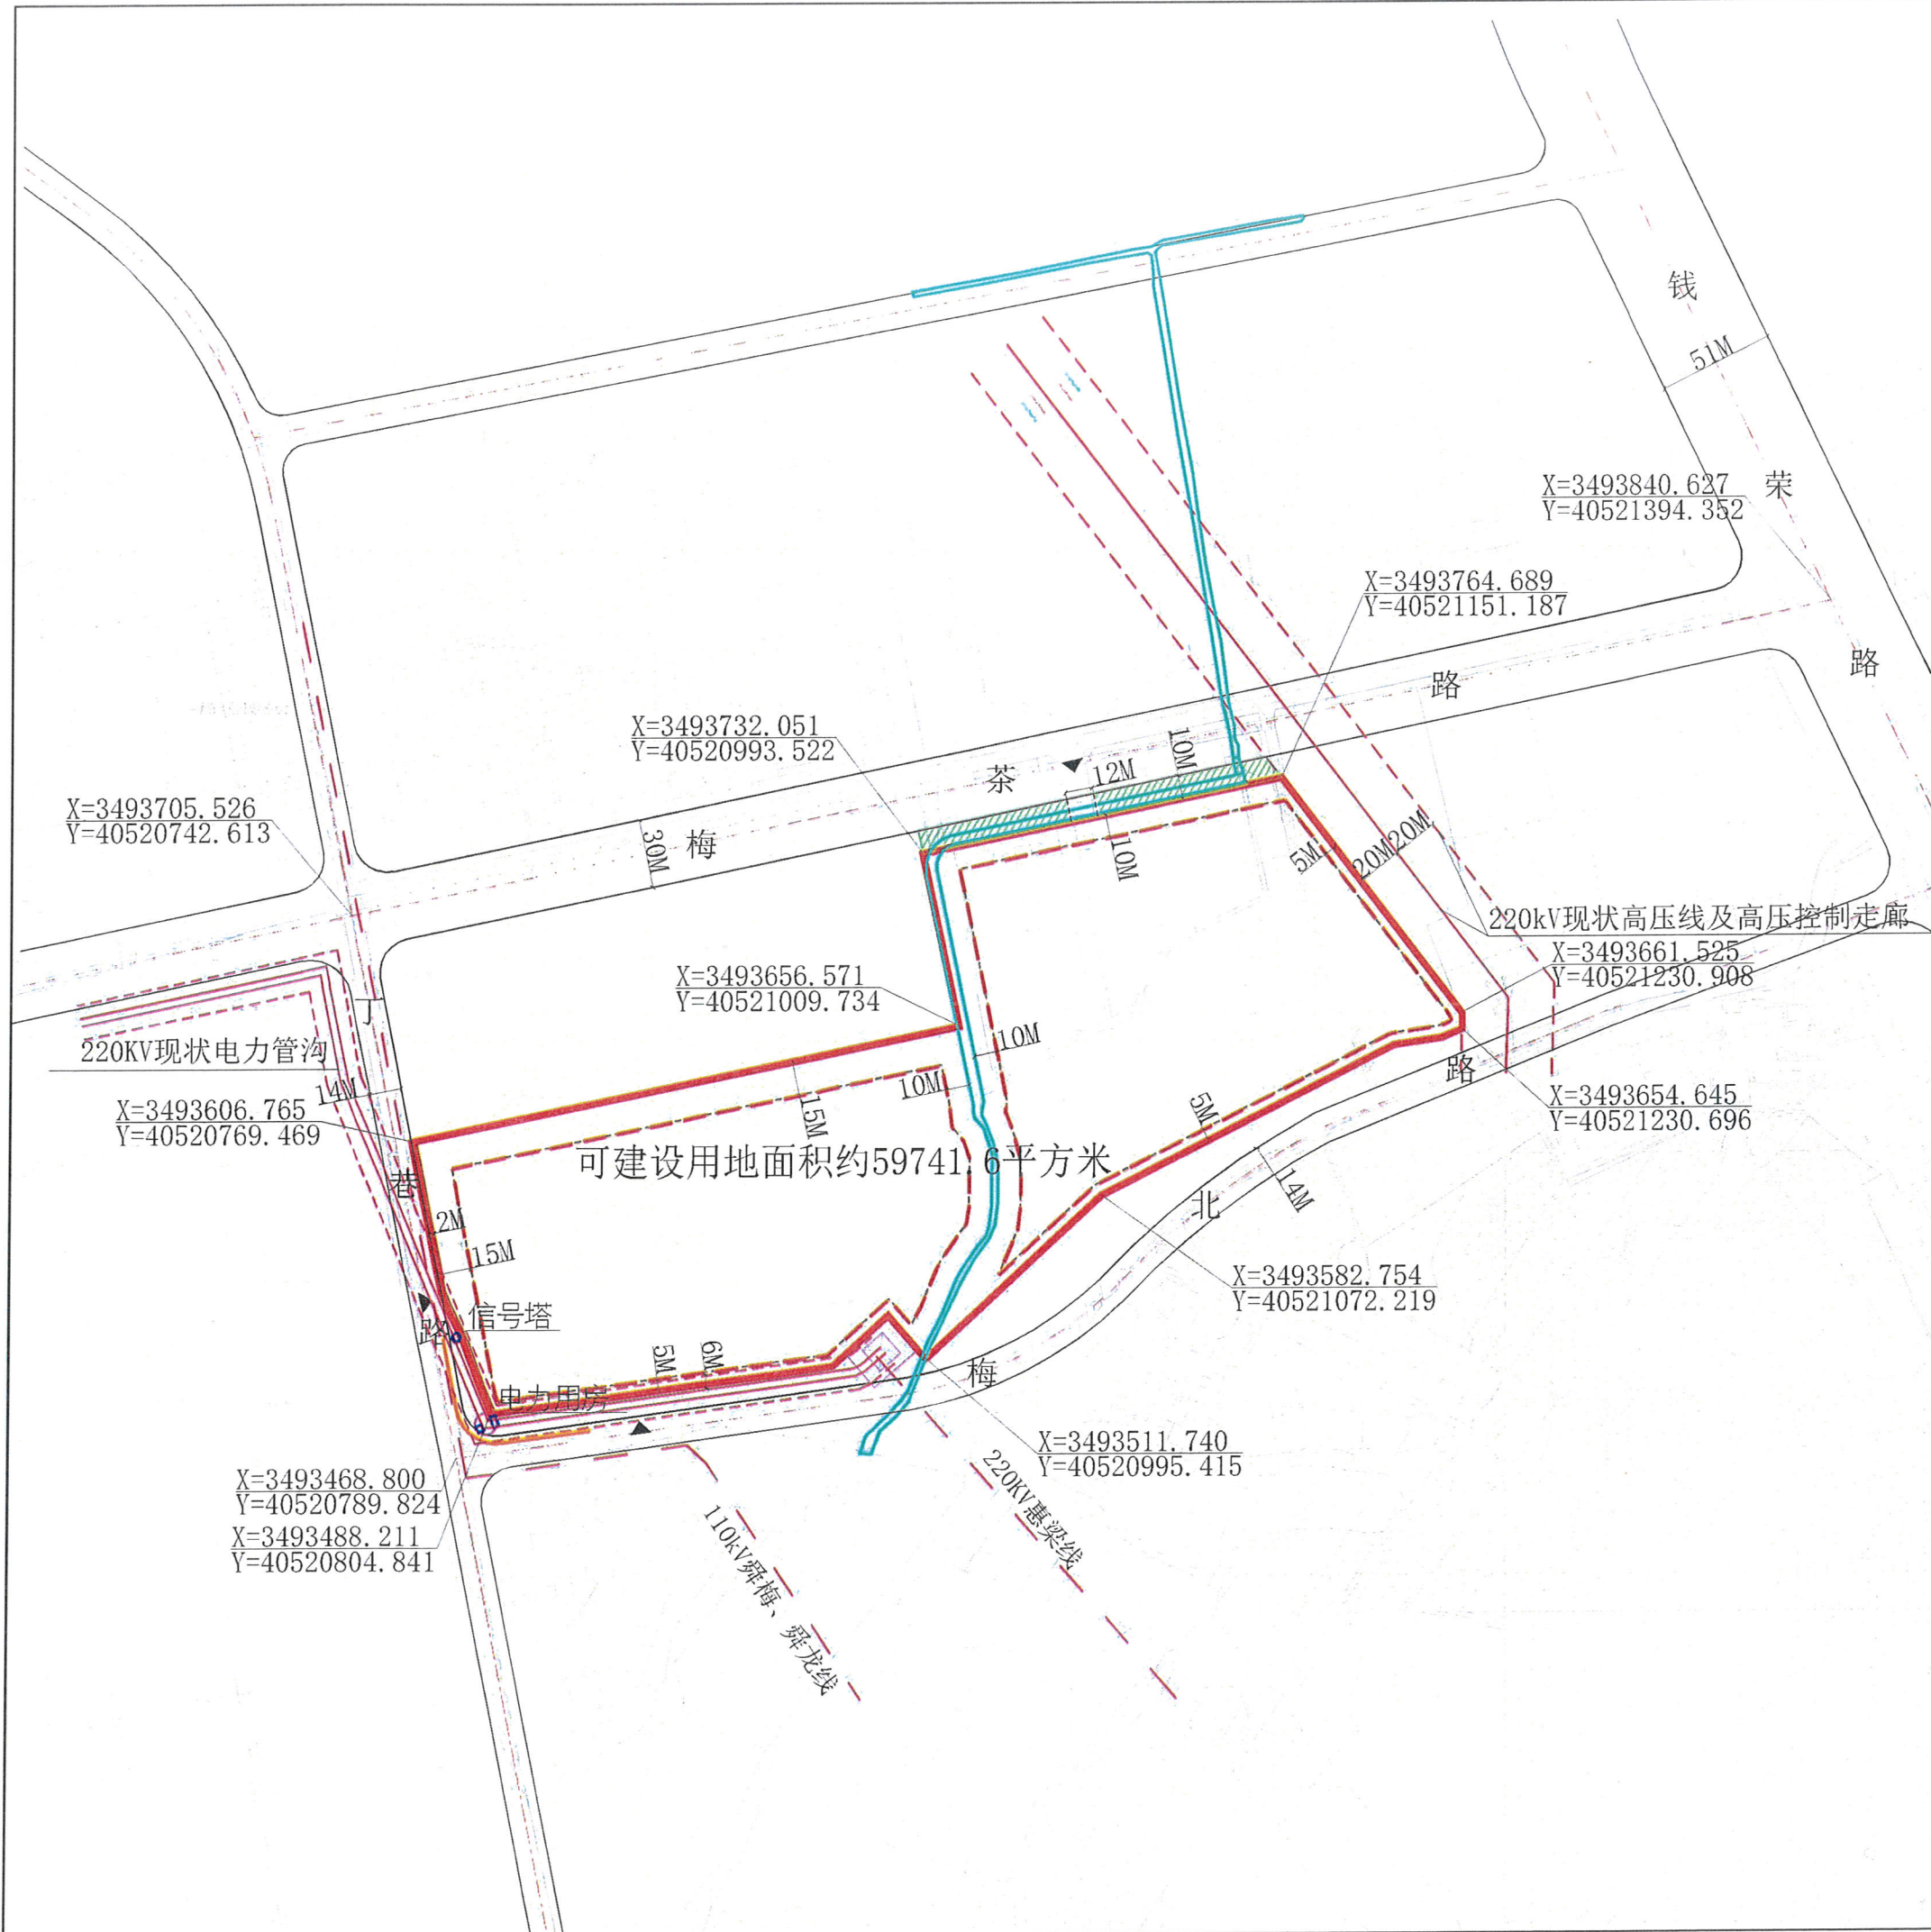 钱
51M
荣
X=3493840.627
Y=40521394.352
X=3493764.689
Y=40521151.187
路
路
X=3493732.051
Y=40520993.522
10M
茶
12M
X=3493705.526
Y=40520742.613
30M
梅
10M
5M
20M
20M
220kV现状高压线及高压控制走廊
X=3493661.525
Y=40521230.908
X=3493656.571
Y=40521009.734
丁
10M
220KV现状电力管沟
路
14M
10M
15M
X=3493606.765
Y=40520769.469
5M
X=3493654.645
Y=40521230.696
可建设用地面积约59741.6平方米
巷
14M
北
2M
15M
X=3493582.754
Y=40521072.219
信号塔
路
5M
6M
梅
电力用房
X=3493511.740
Y=40520995.415
X=3493468.800
Y=40520789.824
220KV惠梁线
X=3493488.211
Y=40520804.841
110kV舜梅、舜龙线